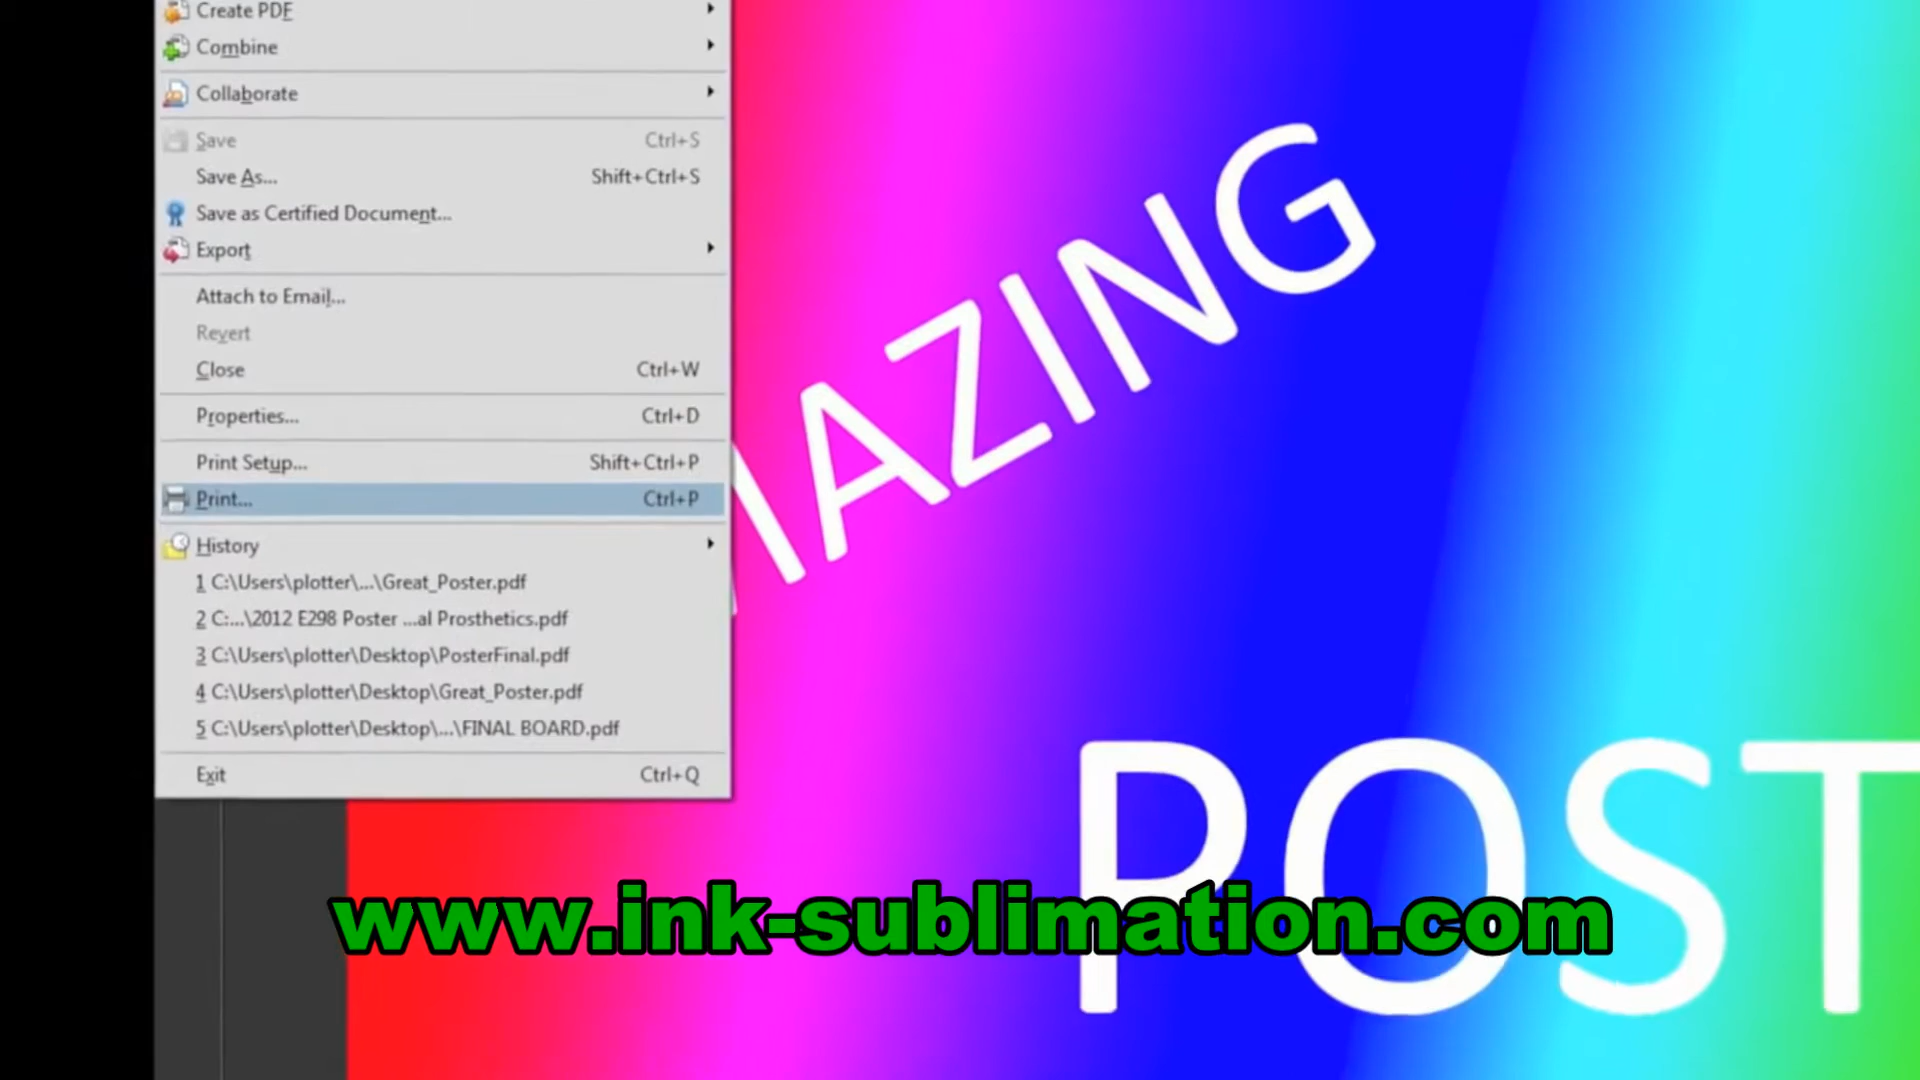 Create PDF
Combine
Collaborate
Save Ctrl+S
Save As... Shift+Ctrl+S
Save as Certified Document...
Export
Attach to Email...
Revert
Close Ctrl+W
Properties... Ctrl+D
Print Setup... Shift+Ctrl+P
Print... Ctrl+P
History
1 C:\Users\plotter\...\Great_Poster.pdf
2 C:...\2012 E298 Poster ...al Prosthetics.pdf
3 C:\Users\plotter\Desktop\PosterFinal.pdf
4 C:\Users\plotter\Desktop\Great_Poster.pdf
5 C:\Users\plotter\Desktop\...\FINAL BOARD.pdf
Exit Ctrl+Q
AZING
POST
www.ink-sublimation.com